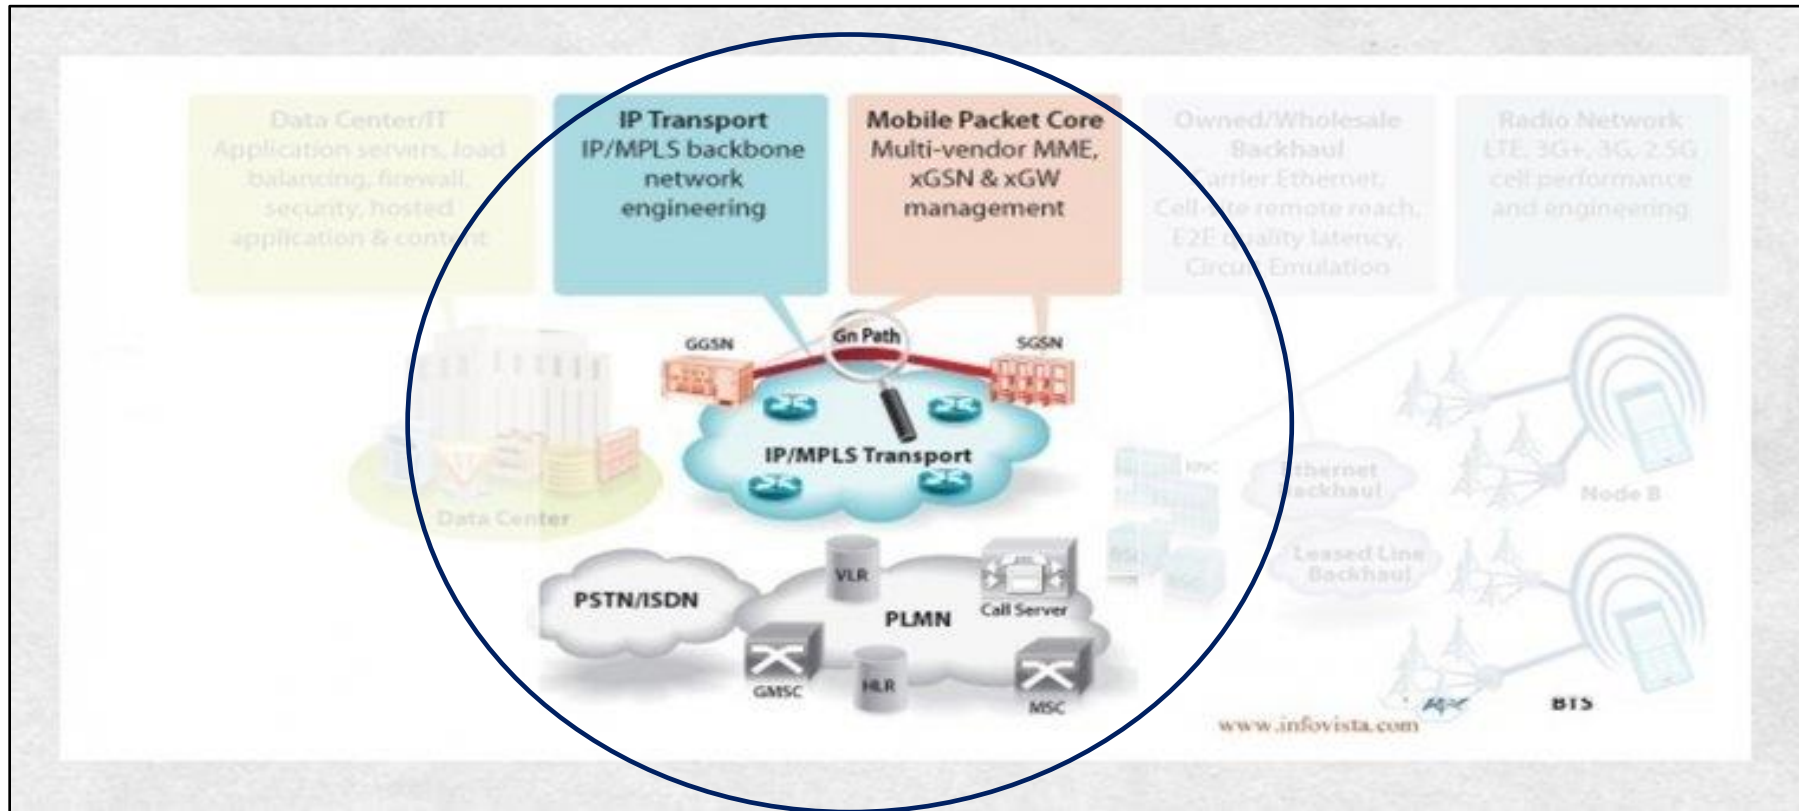 Data Center/IT
Application servers, load
balancing, firewall,
security, hosted
application & content
IP Transport
IP/MPLS backbone
network
engineering
Mobile Packet Core
Multi-vendor MME,
xGSN & xGW
management
Owned/Wholesale
Backhaul
Carrier Ethernet,
Cell-site remote reach,
E2E quality latency,
Circuit Emulation
Radio Network
LTE, 3G+, 3G, 2.5G
cell performance
and engineering
GGSN
Gn Path
SGSN
IP/MPLS Transport
Data Center
Ethernet
Backhaul
Node B
Leased Line
Backhaul
VLR
PSTN/ISDN
PLMN
Call Server
GMSC
HLR
MSC
BTS
www.infovista.com